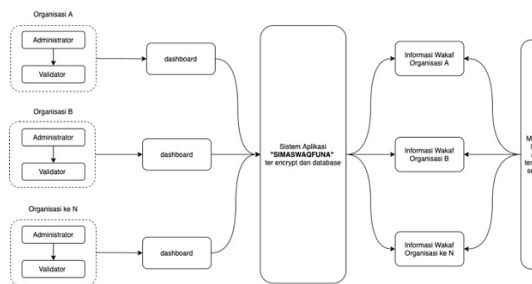 Organisasi A
Administrator
Validator
dashboard
Organisasi B
Administrator
Validator
dashboard
Organisasi ke N
Administrator
Validator
dashboard
Sistem Aplikasi
"SIMASWAQFUNA"
ter encrypt dan database
Informasi Wakaf
Organisasi A
Informasi Wakaf
Organisasi B
Informasi Wakaf
Organisasi ke N